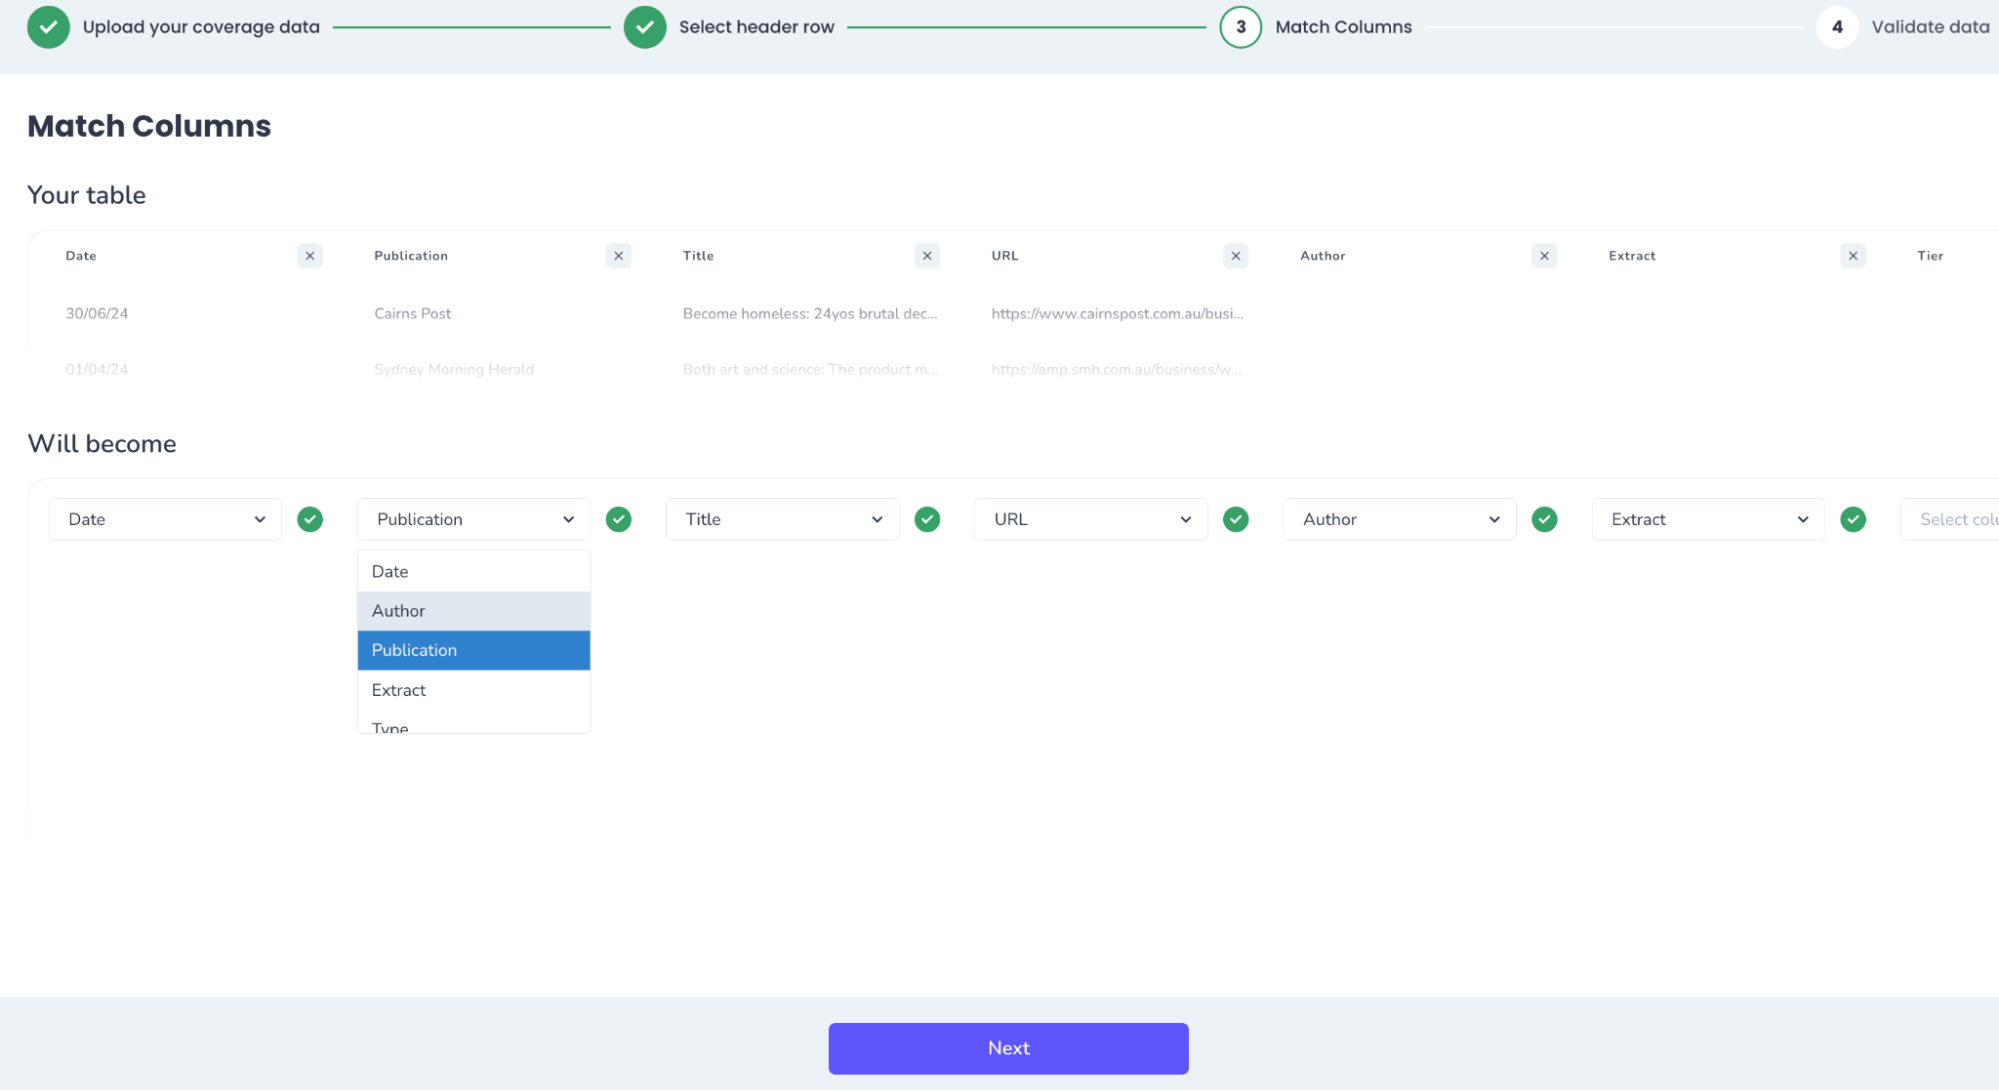 Upload your coverage data
Select header row
3 Match Columns
4 Validate data
Match Columns
Your table
Date Publication Title URL Author Extract Tier
30/06/24 Cairns Post Become homeless: 24yos brutal dec... https://www.cairnspost.com.au/busi...
01/04/24 Sydney Morning Herald Both art and science: The product m... https://amp.smh.com.au/business/w...
Will become
Date Publication Title URL Author Extract Select colu
Date
Author
Publication
Extract
Type
Next